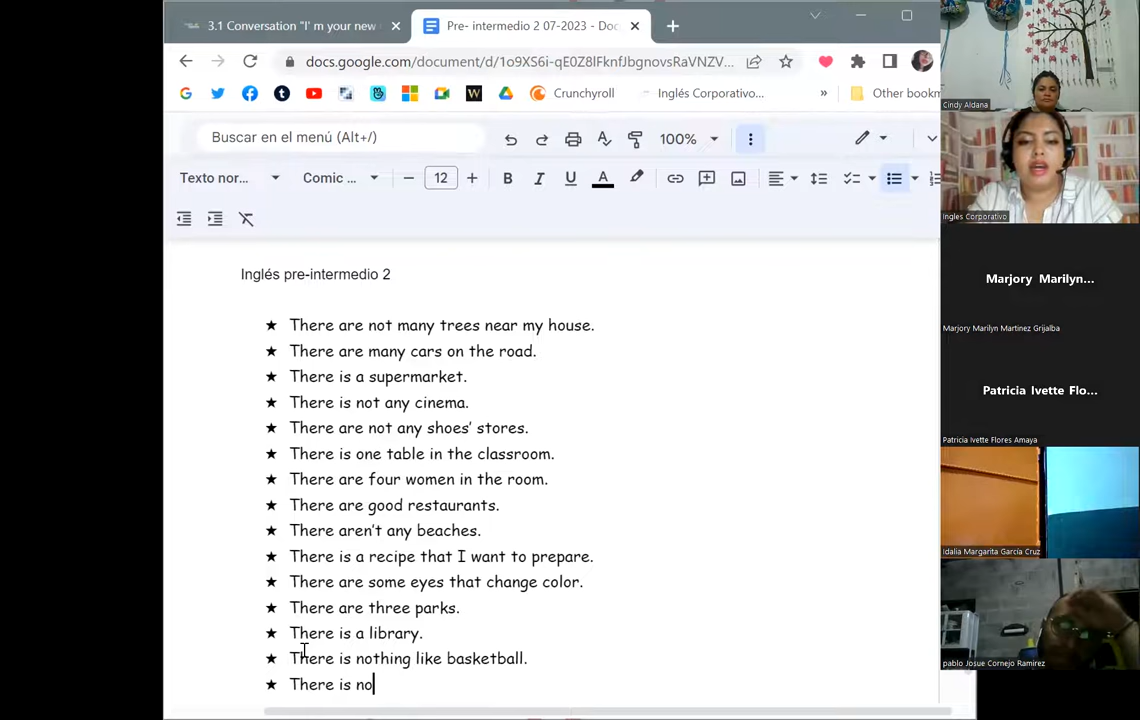 3.1 Conversation "I' m your new
Pre- intermedio 2 07-2023 - Doc
docs.google.com/document/d/1o9XS6i-qE0Z8lFknfJbgnovsRaVNZV...
Crunchyroll
Inglés Corporativo...
Other bookm
Buscar en el menú (Alt+/)
100%
Texto nor...
Comic ...
12
Inglés pre-intermedio 2
★ There are not many trees near my house.
★ There are many cars on the road.
★ There is a supermarket.
★ There is not any cinema.
★ There are not any shoes' stores.
★ There is one table in the classroom.
★ There are four women in the room.
★ There are good restaurants.
★ There aren't any beaches.
★ There is a recipe that I want to prepare.
★ There are some eyes that change color.
★ There are three parks.
★ There is a library.
★ There is nothing like basketball.
★ There is no
Cindy Aldana
Ingles Corporativo
Marjory Marilyn...
Marjory Marilyn Martinez Grijalba
Patricia Ivette Flo...
Patricia Ivette Flores Amaya
Idalia Margarita García Cruz
pablo Josue Cornejo Ramirez